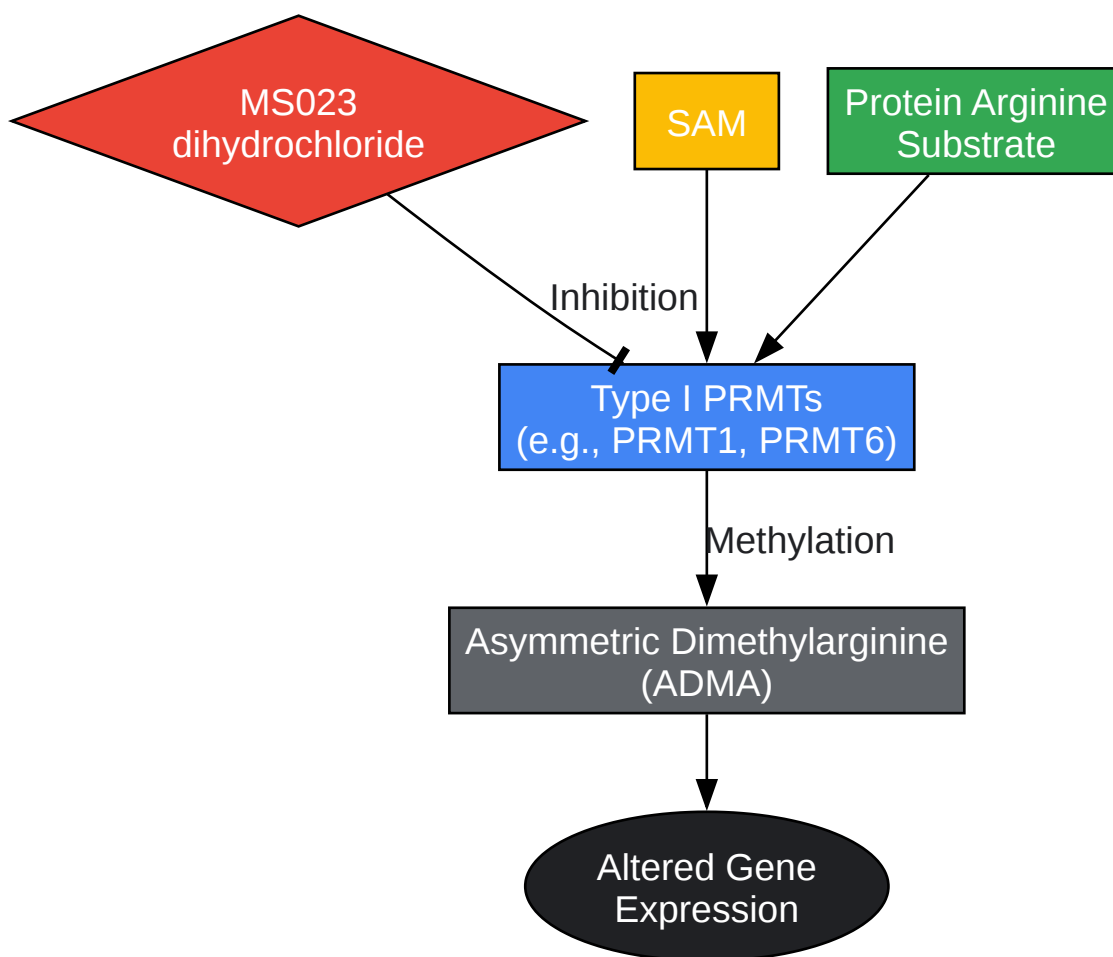 MS023
dihydrochloride
SAM
Protein Arginine
Substrate
Inhibition
Type I PRMTs
(e.g., PRMT1, PRMT6)
Methylation
Asymmetric Dimethylarginine
(ADMA)
Altered Gene
Expression